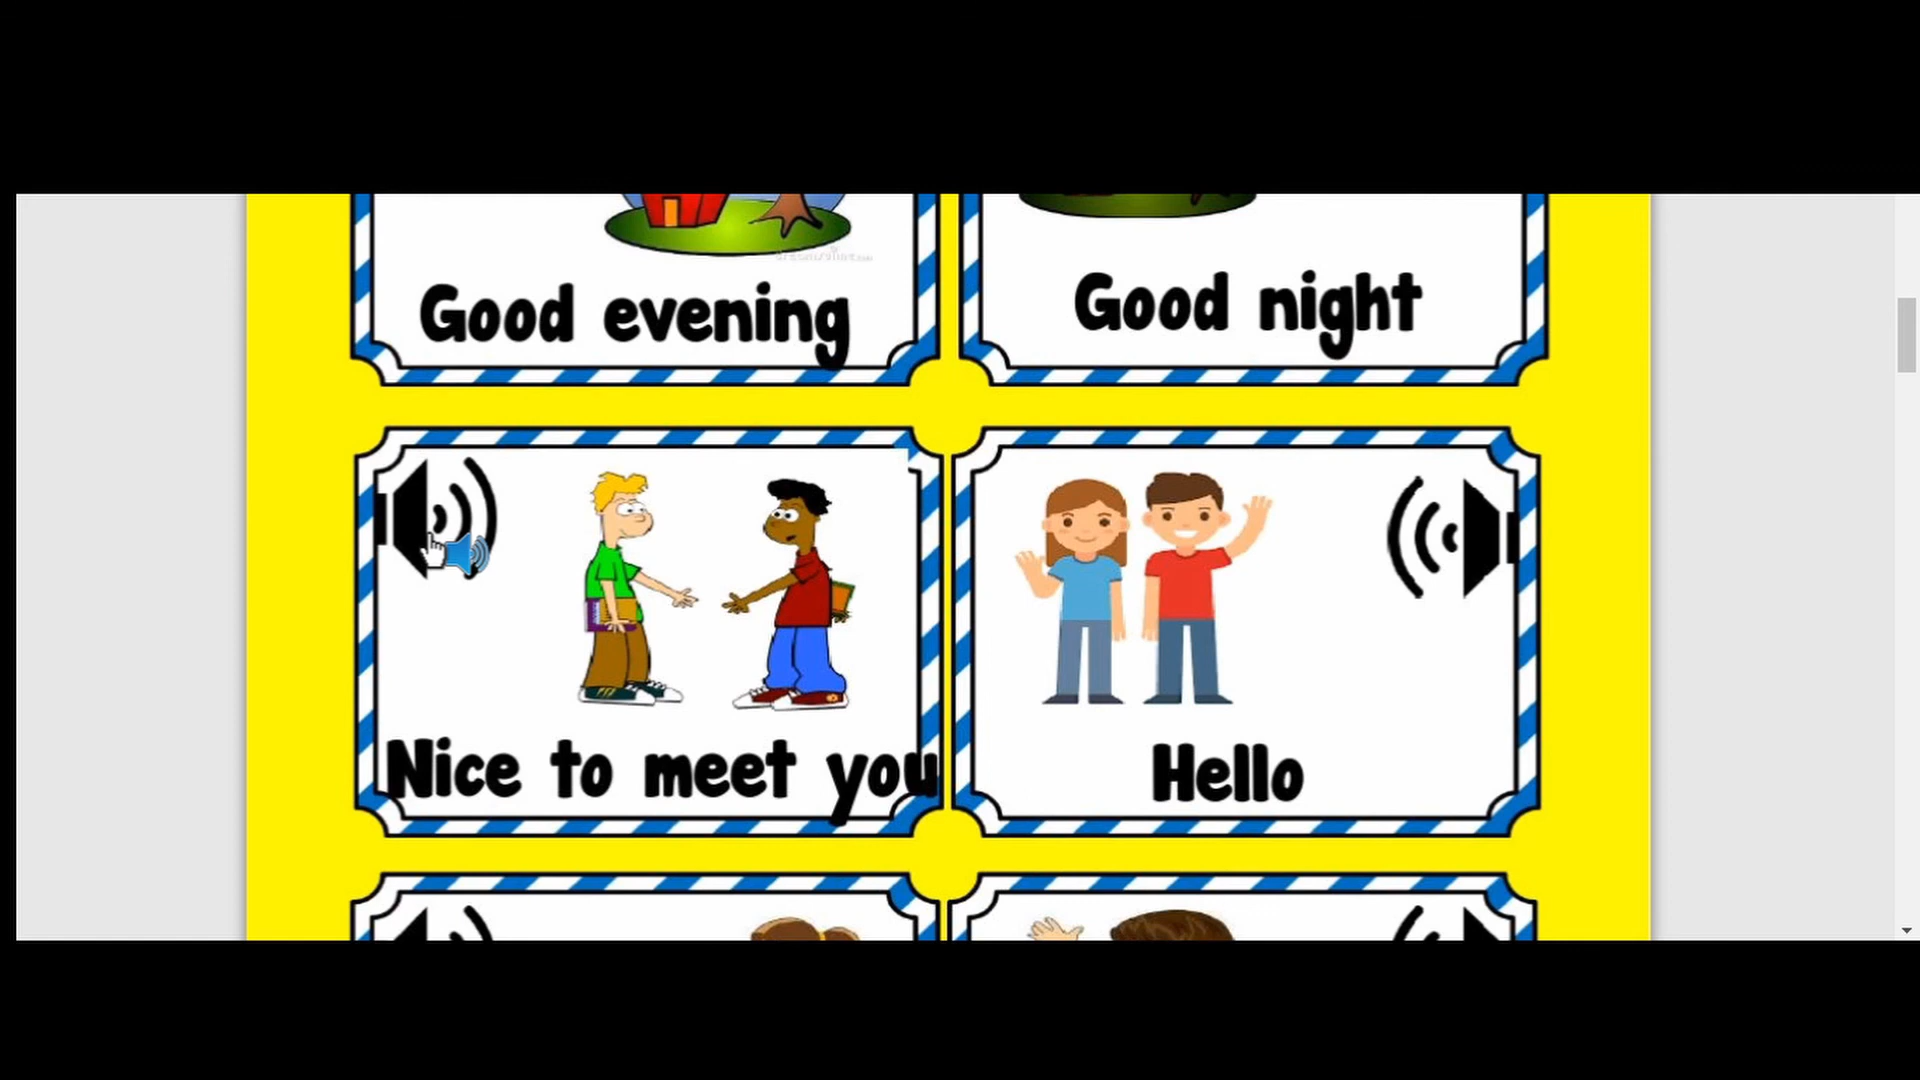 Good evening
Good night
Nice to meet you
Hello